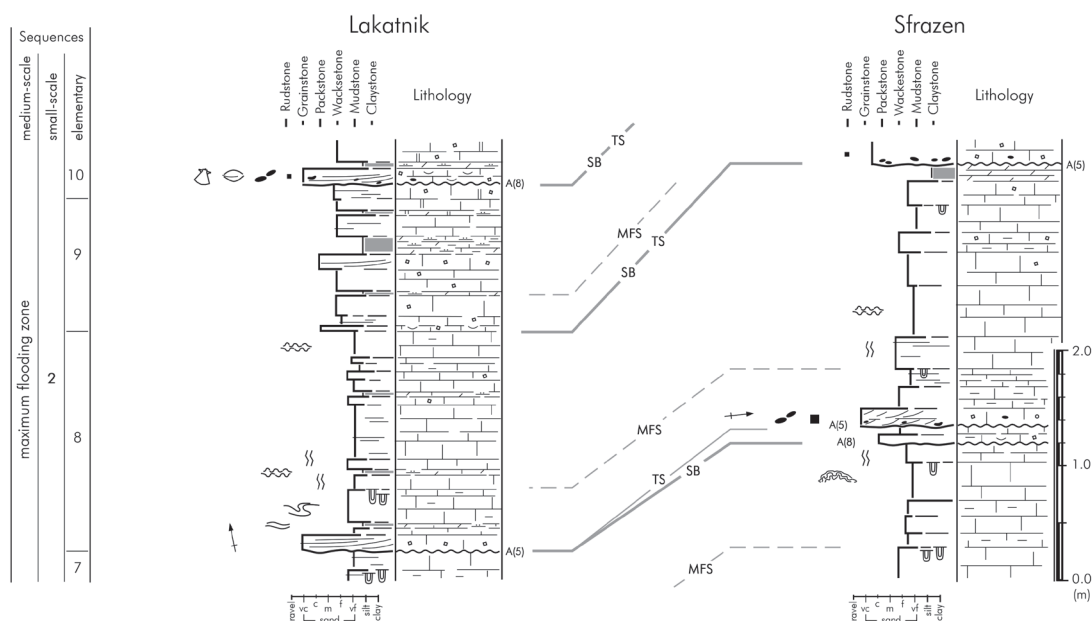 Lakatnik
Sfrazen
Sequences
medium-scale
small-scale
elementary
Rudstone
Grainstone
Packstone
Wacksetone
Mudstone
Claystone
Lithology
Rudstone
Grainstone
Packstone
Wackestone
Mudstone
Claystone
Lithology
maximum flooding zone
2
10
9
8
7
A(8)
A(5)
SB
TS
MFS
SB
TS
MFS
TS
SB
MFS
A(5)
A(5)
A(8)
2.0
1.0
0.0
(m)
ravel
vc
c
m
f
vf
silt
clay
sand
ravel
vc
c
m
f
vf
silt
clay
sand